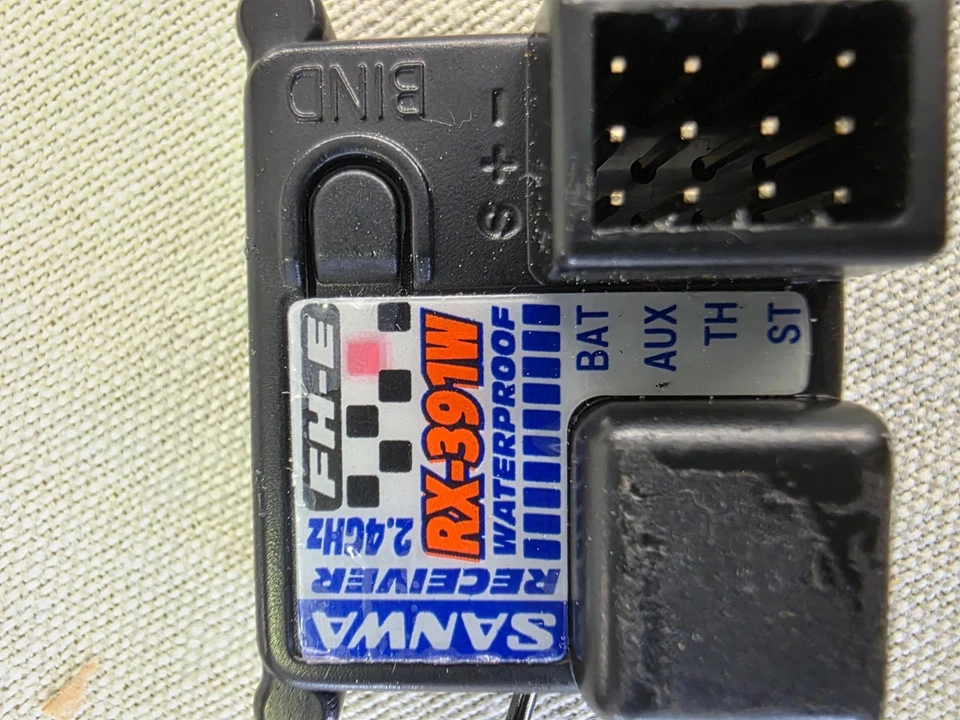 BIND
- + S
SANWA
RECEIVER
2.4GHz
FH-E
RX-391W
WATERPROOF
BAT
AUX
TH
ST